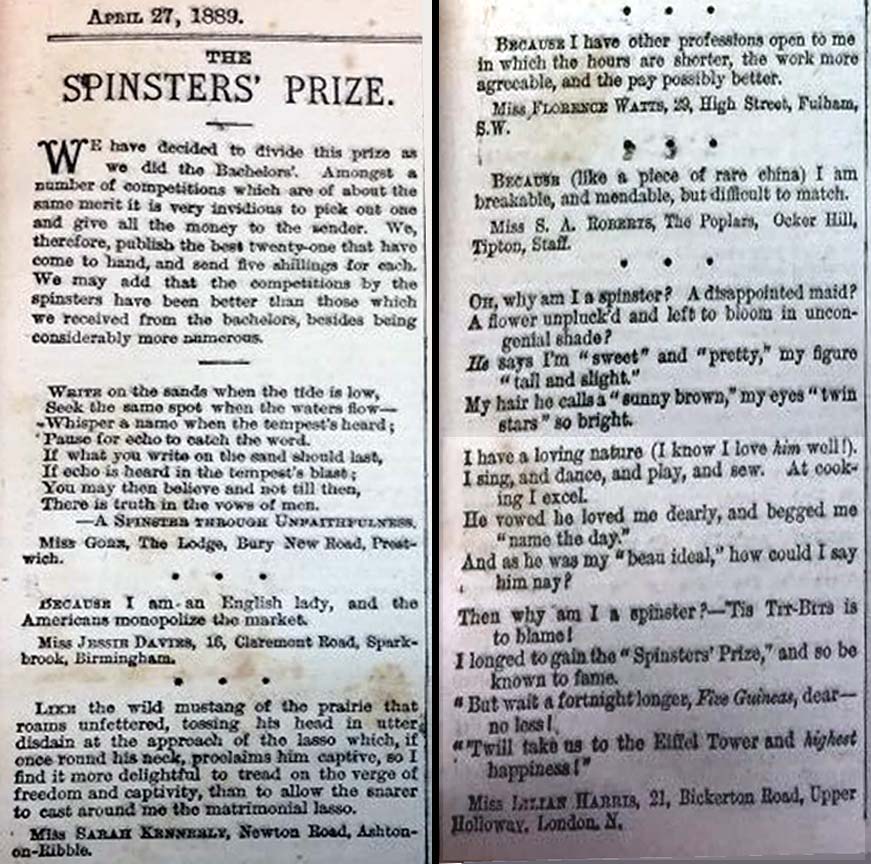 APRIL 27, 1889.
THE
SPINSTERS' PRIZE.
WE have decided to divide this prize as
we did the Bachelors'. Amongst a
number of competitions which are of about the
same merit it is very invidious to pick out one
and give all the money to the sender. We,
therefore, publish the best twenty-one that have
come to hand, and send five shillings for each.
We may add that the competitions by the
spinsters have been better than those which
we received from the bachelors, besides being
considerably more numerous.
WRITE on the sands when the tide is low,
Seek the same spot when the waters flow—
Whisper a name when the tempest's heard;
Pause for echo to catch the word.
If what you write on the sand should last,
If echo is heard in the tempest's blast;
You may then believe and not till then,
There is truth in the vows of men.
—A SPINSTER THROUGH UNFAITHFULNESS.
Miss GORE, The Lodge, Bury New Road, Prest-
wich.
BECAUSE I am an English lady, and the
Americans monopolize the market.
Miss JESSIE DAVIES, 16, Claremont Road, Spark-
brook, Birmingham.
LIKE the wild mustang of the prairie that
roams unfettered, tossing his head in utter
disdain at the approach of the lasso which, if
once round his neck, proclaims him captive, so I
find it more delightful to tread on the verge of
freedom and captivity, than to allow the snarer
to cast around me the matrimonial lasso.
Miss SARAH KENNERLY, Newton Road, Ashton-
on-Ribble.
BECAUSE I have other professions open to me
in which the hours are shorter, the work more
agreeable, and the pay possibly better.
Miss FLORENCE WATTS, 29, High Street, Fulham,
S.W.
BECAUSE (like a piece of rare china) I am
breakable, and mendable, but difficult to match.
Miss S. A. ROBERTS, The Poplars, Ocker Hill,
Tipton, Staff.
OH, why am I a spinster? A disappointed maid?
A flower unpluck'd and left to bloom in uncon-
genial shade?
He says I'm "sweet" and "pretty," my figure
"tall and slight."
My hair he calls a "sunny brown," my eyes "twin
stars" so bright.
I have a loving nature (I know I love him well!).
I sing, and dance, and play, and sew. At cook-
ing I excel.
He vowed he loved me dearly, and begged me
"name the day."
And as he was my "beau ideal," how could I say
him nay?
Then why am I a spinster?—'Tis TIT-BITS is
to blame!
I longed to gain the "Spinsters' Prize," and so be
known to fame.
"But wait a fortnight longer, Five Guineas, dear—
no less!
"'Twill take us to the Eiffel Tower and highest
happiness!"
Miss LILIAN HARRIS, 21, Bickerton Road, Upper
Holloway, London, N.